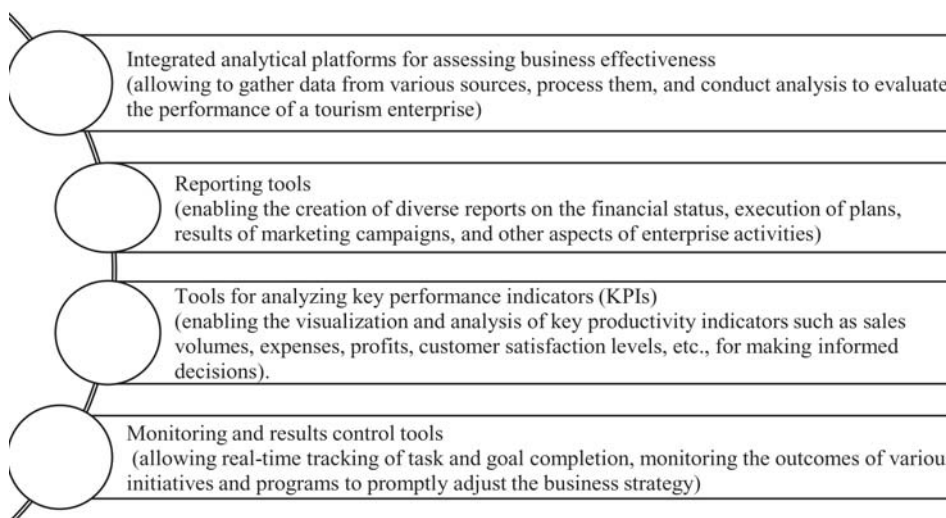 Integrated analytical platforms for assessing business effectiveness
(allowing to gather data from various sources, process them, and conduct analysis to evaluate
the performance of a tourism enterprise)
Reporting tools
(enabling the creation of diverse reports on the financial status, execution of plans,
results of marketing campaigns, and other aspects of enterprise activities)
Tools for analyzing key performance indicators (KPIs)
(enabling the visualization and analysis of key productivity indicators such as sales
volumes, expenses, profits, customer satisfaction levels, etc., for making informed
decisions).
Monitoring and results control tools
(allowing real-time tracking of task and goal completion, monitoring the outcomes of variou
initiatives and programs to promptly adjust the business strategy)